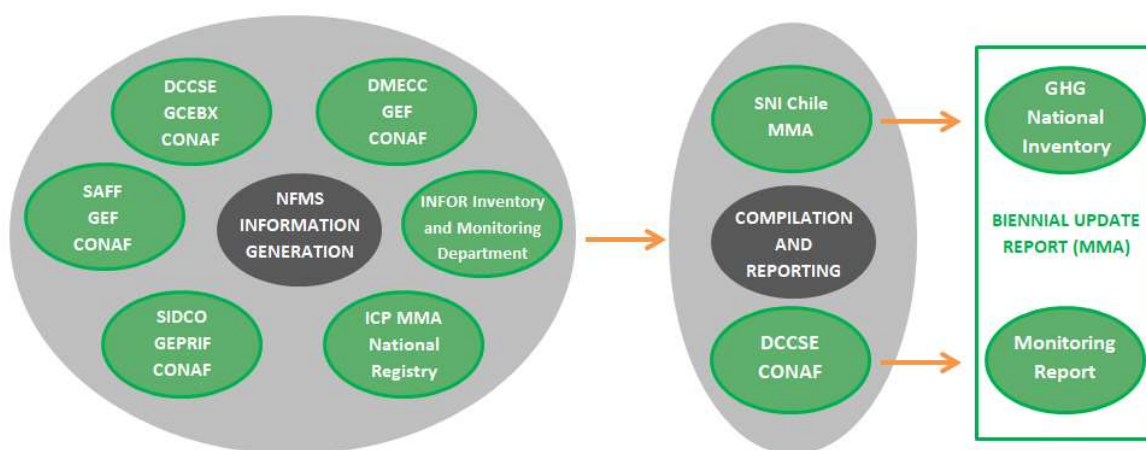 DCCSE
GCEBX
CONAF
DMECC
GEF
CONAF
SAFF
GEF
CONAF
NFMS
INFORMATION
GENERATION
INFOR Inventory
and Monitoring
Department
SIDCO
GEPRIF
CONAF
ICP MMA
National
Registry
SNI Chile
MMA
COMPILATION
AND
REPORTING
DCCSE
CONAF
GHG
National
Inventory
BIENNIAL UPDATE
REPORT (MMA)
Monitoring
Report